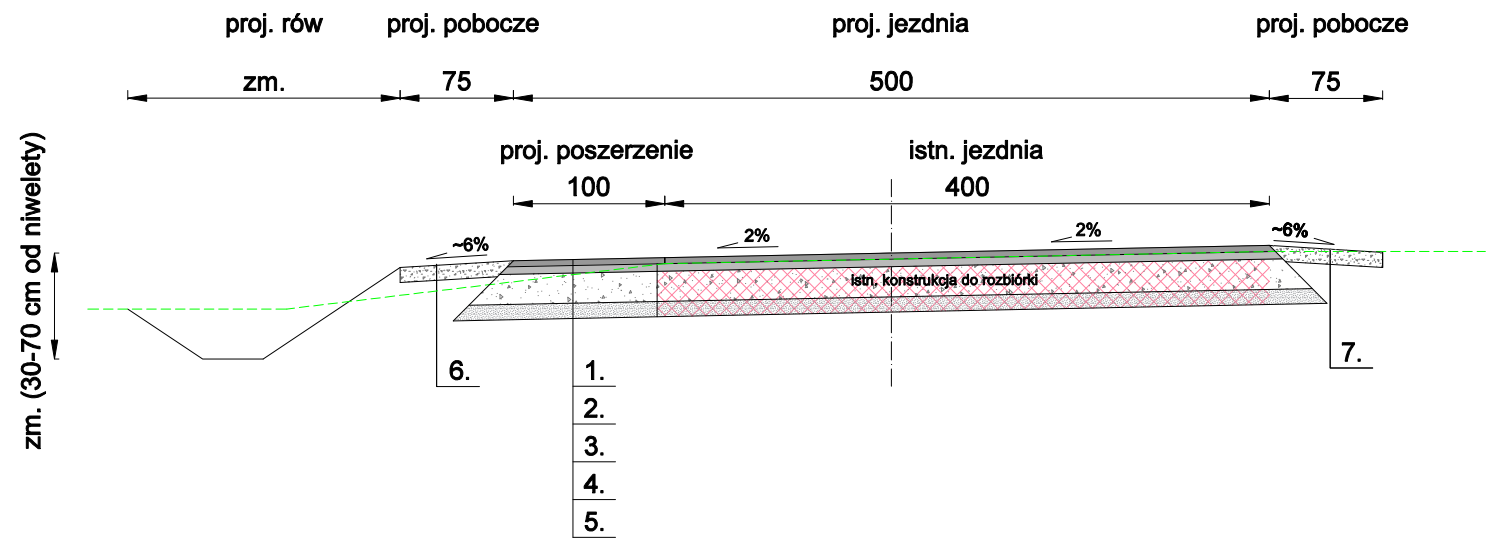 proj. rów
proj. pobocze
proj. jezdnia
proj. pobocze
zm.
75
500
75
proj. poszerzenie
istn. jezdnia
100
400
zm. (30-70 cm od niwelety)
~6%
2%
2%
~6%
istn. konstrukcja do rozbiórki
6.
1.
7.
2.
3.
4.
5.